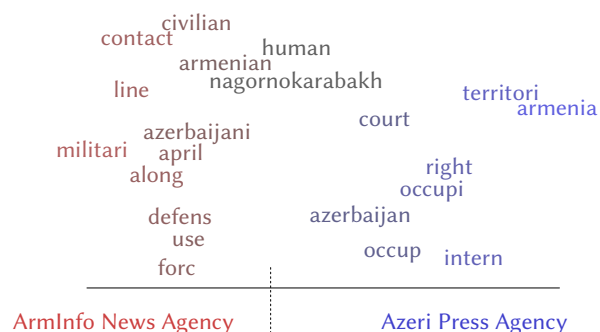 civilian
contact
human
armenian
nagornokarabakh
line
territori
armenia
court
azerbaijani
militari
april
along
right
occupi
defens
azerbaijan
use
occup
intern
forc
ArmInfo News Agency
Azeri Press Agency